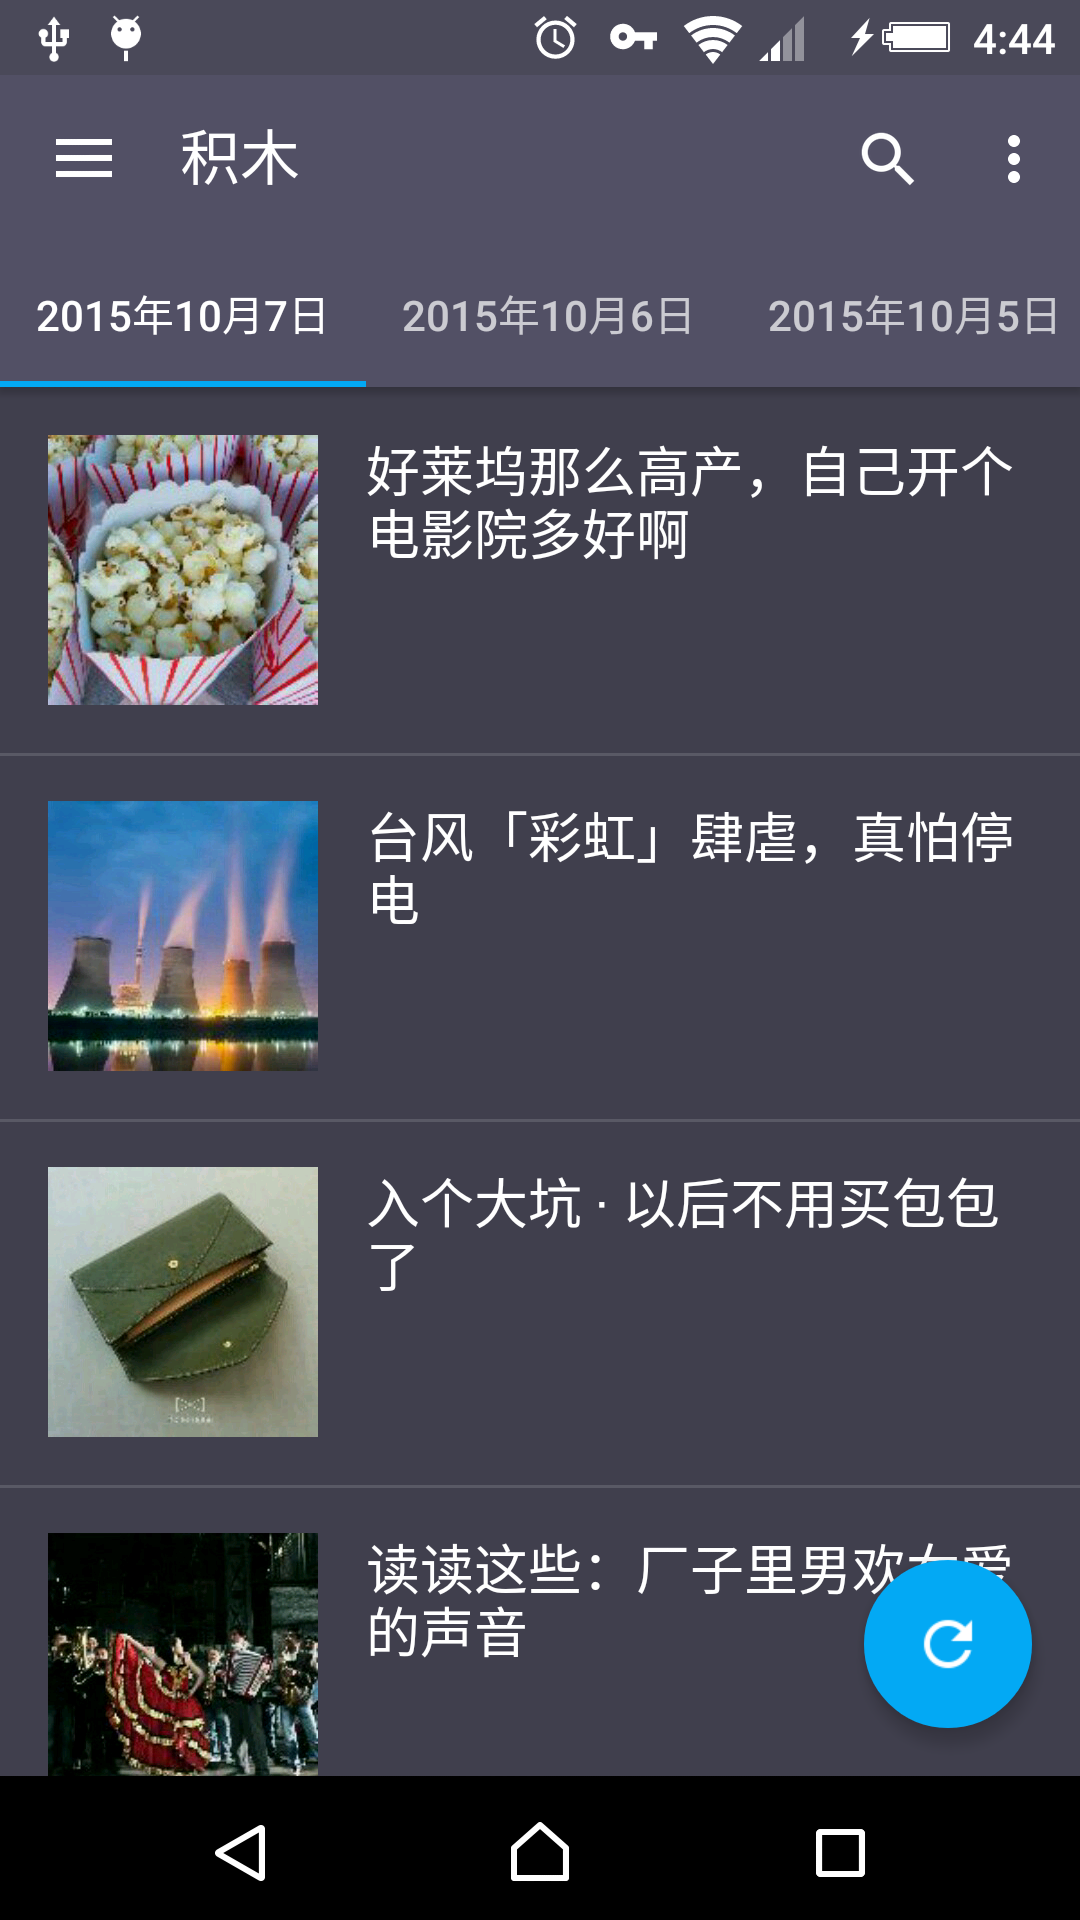 4:44
积木
2015年10月7日
2015年10月6日
2015年10月5日
好莱坞那么高产，自己开个
电影院多好啊
台风「彩虹」肆虐，真怕停
电
入个大坑 · 以后不用买包包
了
读读这些：厂子里男欢女爱
的声音